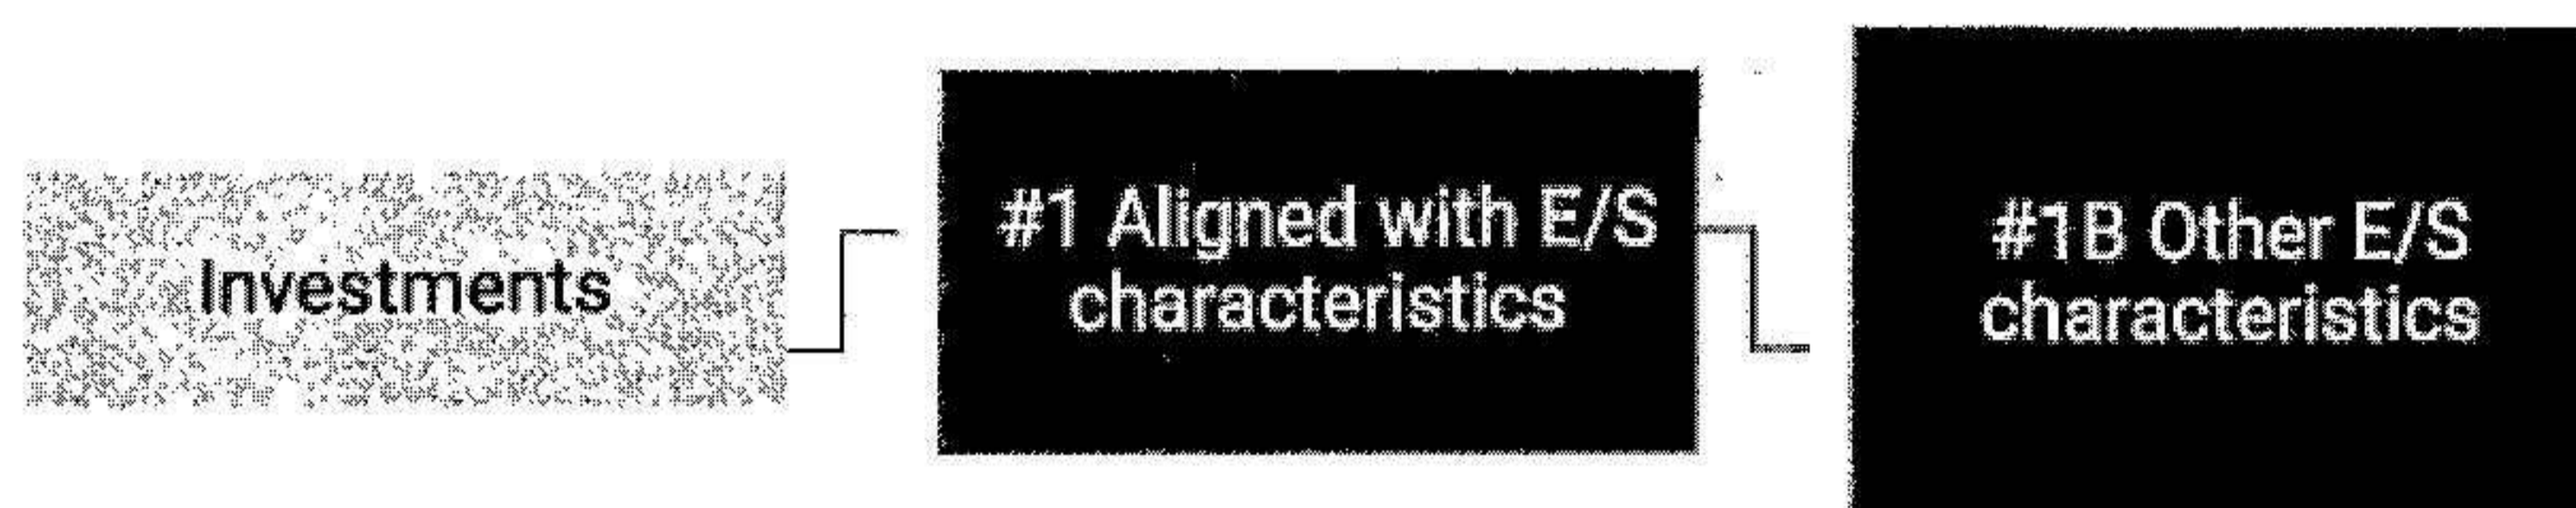 Investments
#1 Aligned with E/S
characteristics
#1B Other E/S
characteristics